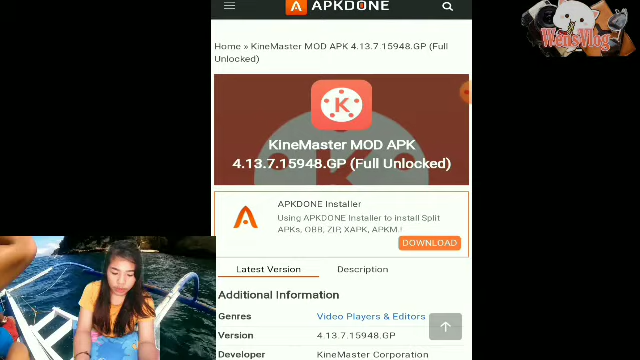 APKDONE
Wen'sVlog
Home » KineMaster MOD APK 4.13.7.15948.GP (Full
Unlocked)
K
KineMaster MOD APK
4.13.7.15948.GP (Full Unlocked)
APKDONE Installer
Using APKDONE Installer to install Split
APKs, OBB, ZIP, XAPK, APKM !
DOWNLOAD
Latest Version
Description
Additional Information
Genres Video Players & Editors
Version 4.13.7.15948.GP
Developer KineMaster Corporation